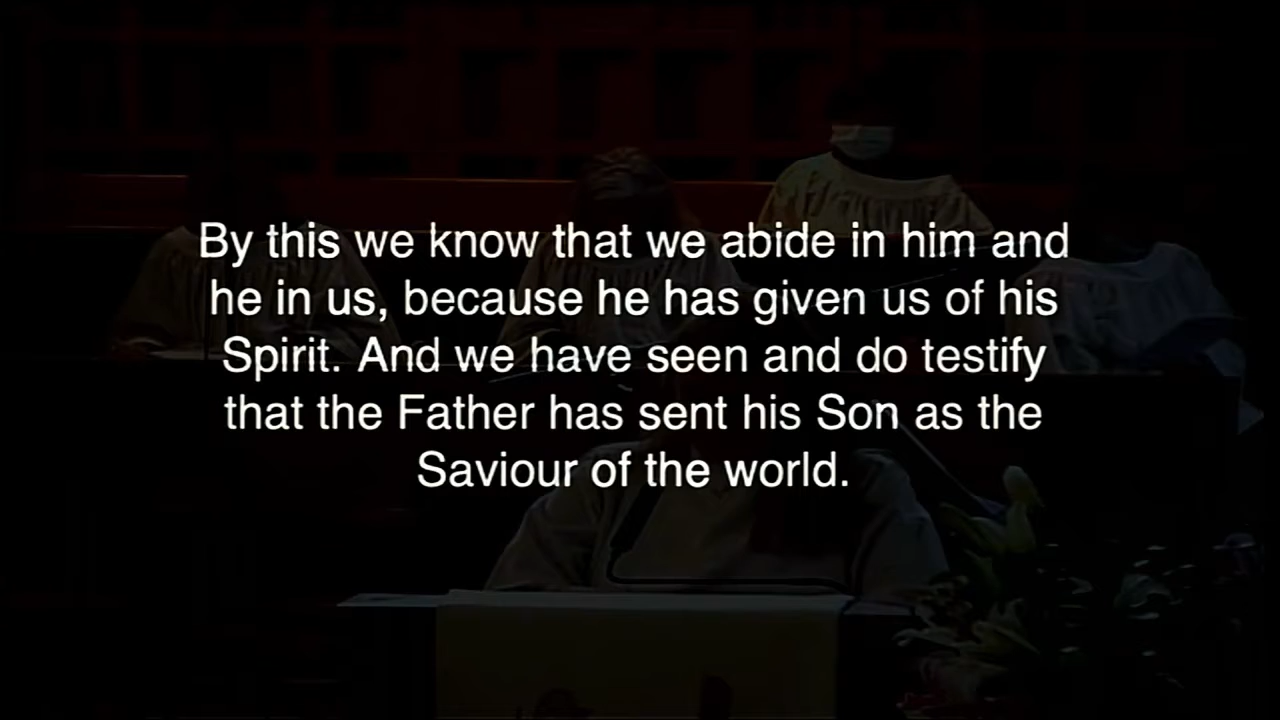 By this we know that we abide in him and
he in us, because he has given us of his
Spirit. And we have seen and do testify
that the Father has sent his Son as the
Saviour of the world.